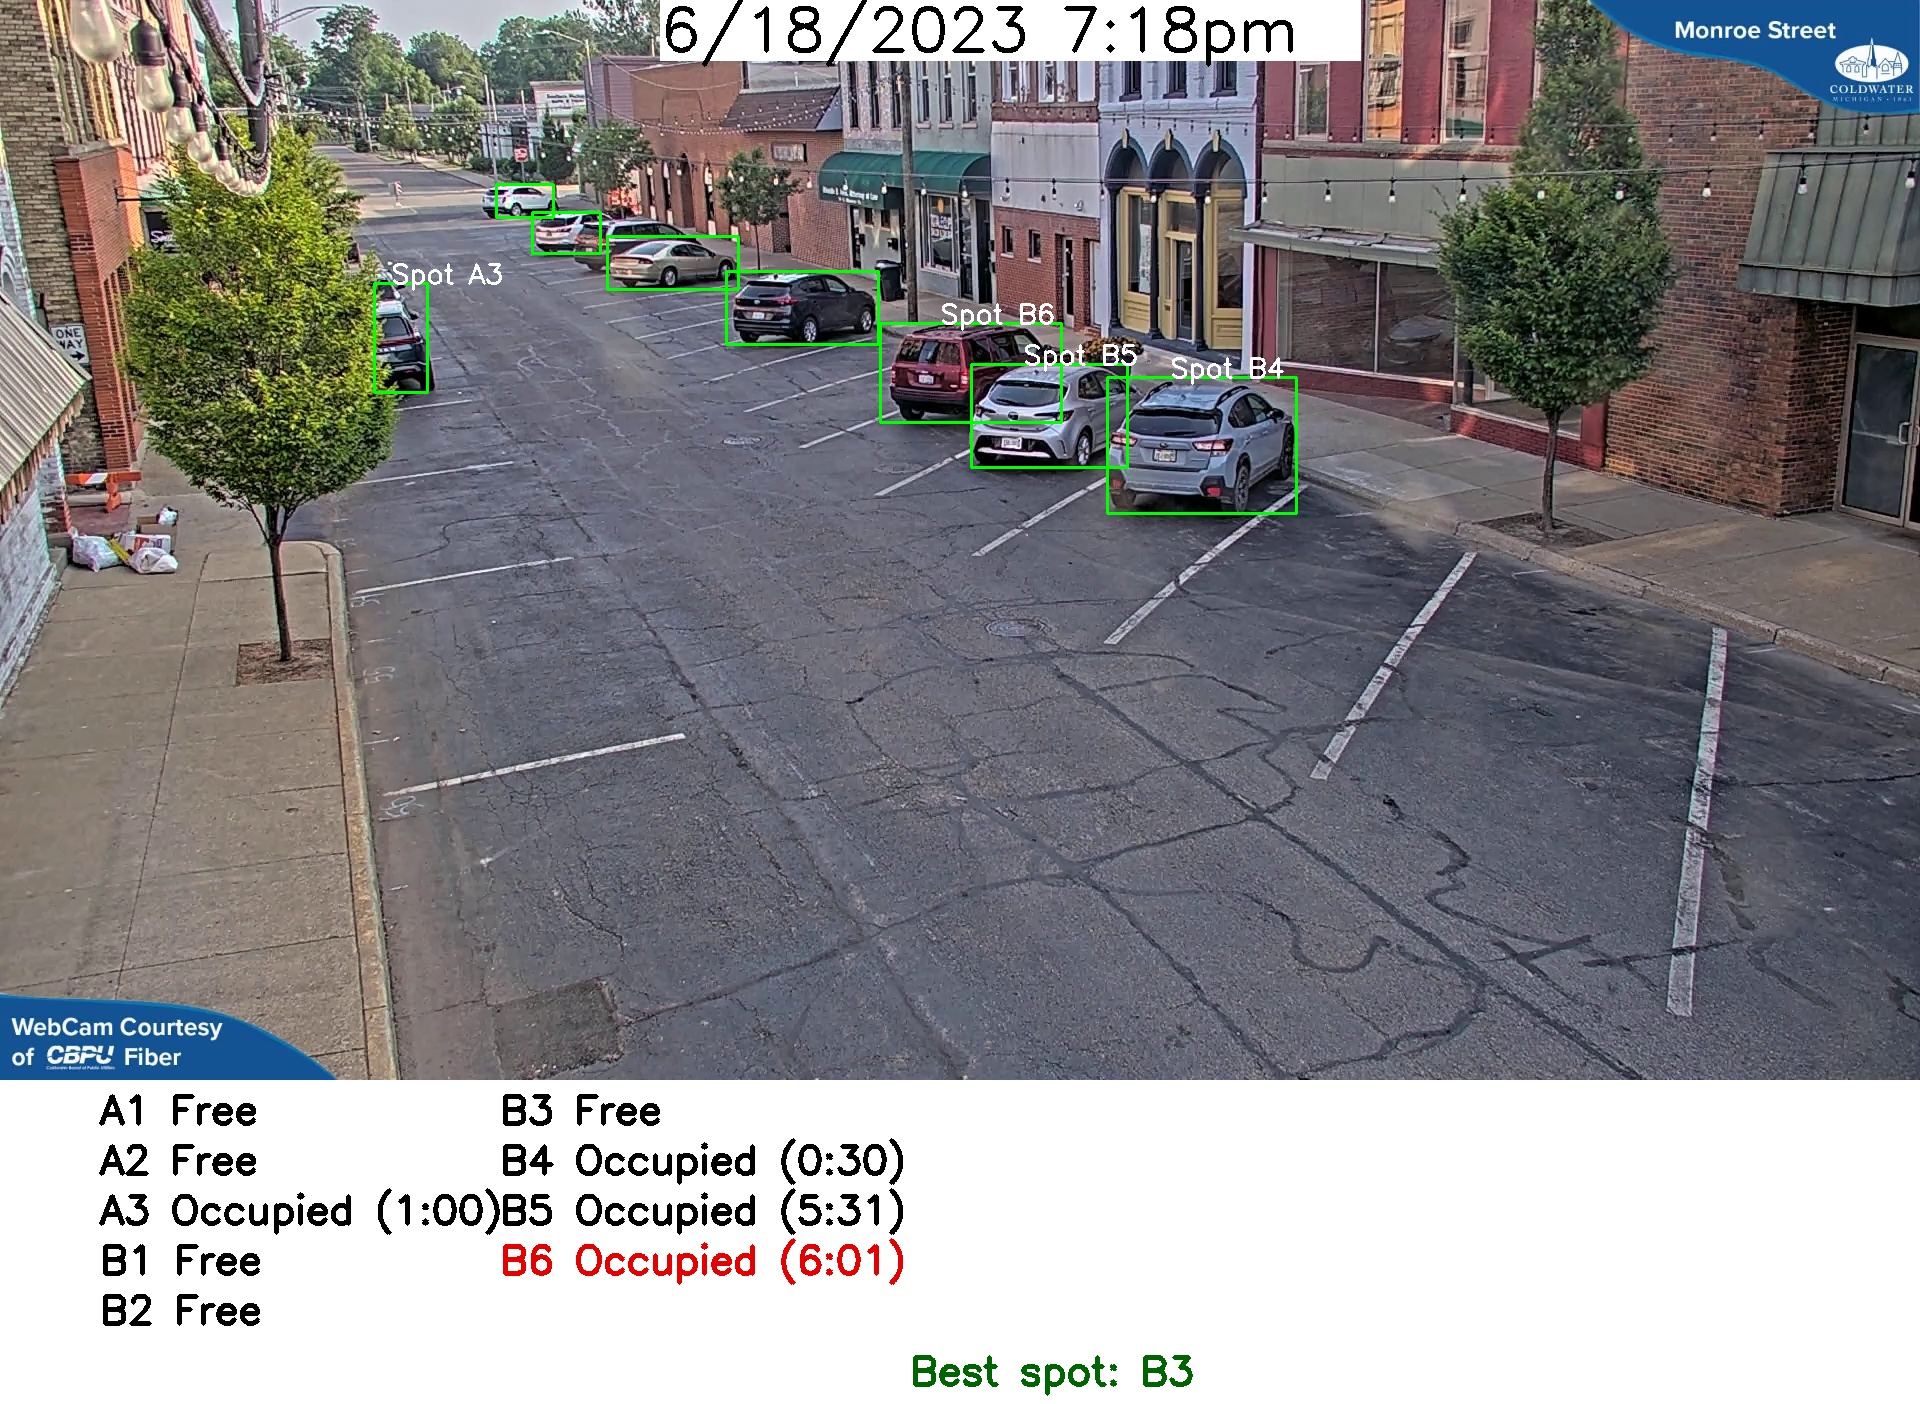 6/18/2023 7:18pm
Monroe Street
COLDWATER
MICHIGAN • 1861
ONE
WAY
Spot A3
Spot B6
Spot B5
Spot B4
WebCam Courtesy
of CBPU Fiber
A1 Free
A2 Free
A3 Occupied (1:00)
B1 Free
B2 Free
B3 Free
B4 Occupied (0:30)
B5 Occupied (5:31)
B6 Occupied (6:01)
Best spot: B3